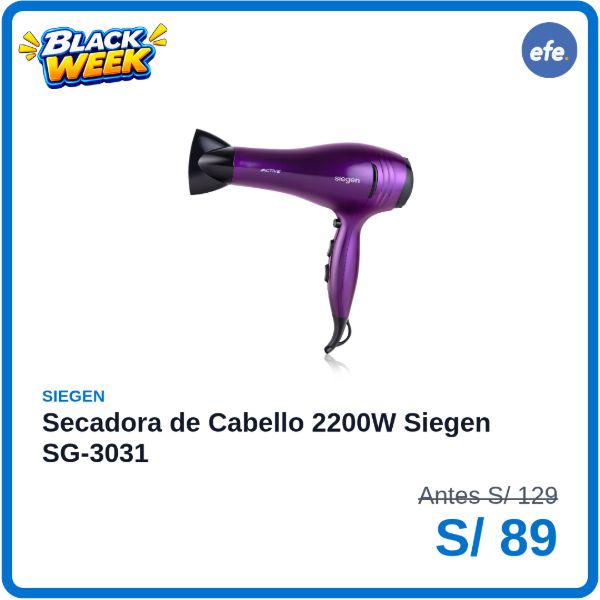 BLACK
WEEK
efe.
ACTIVE
siegen
SIEGEN
Secadora de Cabello 2200W Siegen
SG-3031
Antes S/ 129
S/ 89